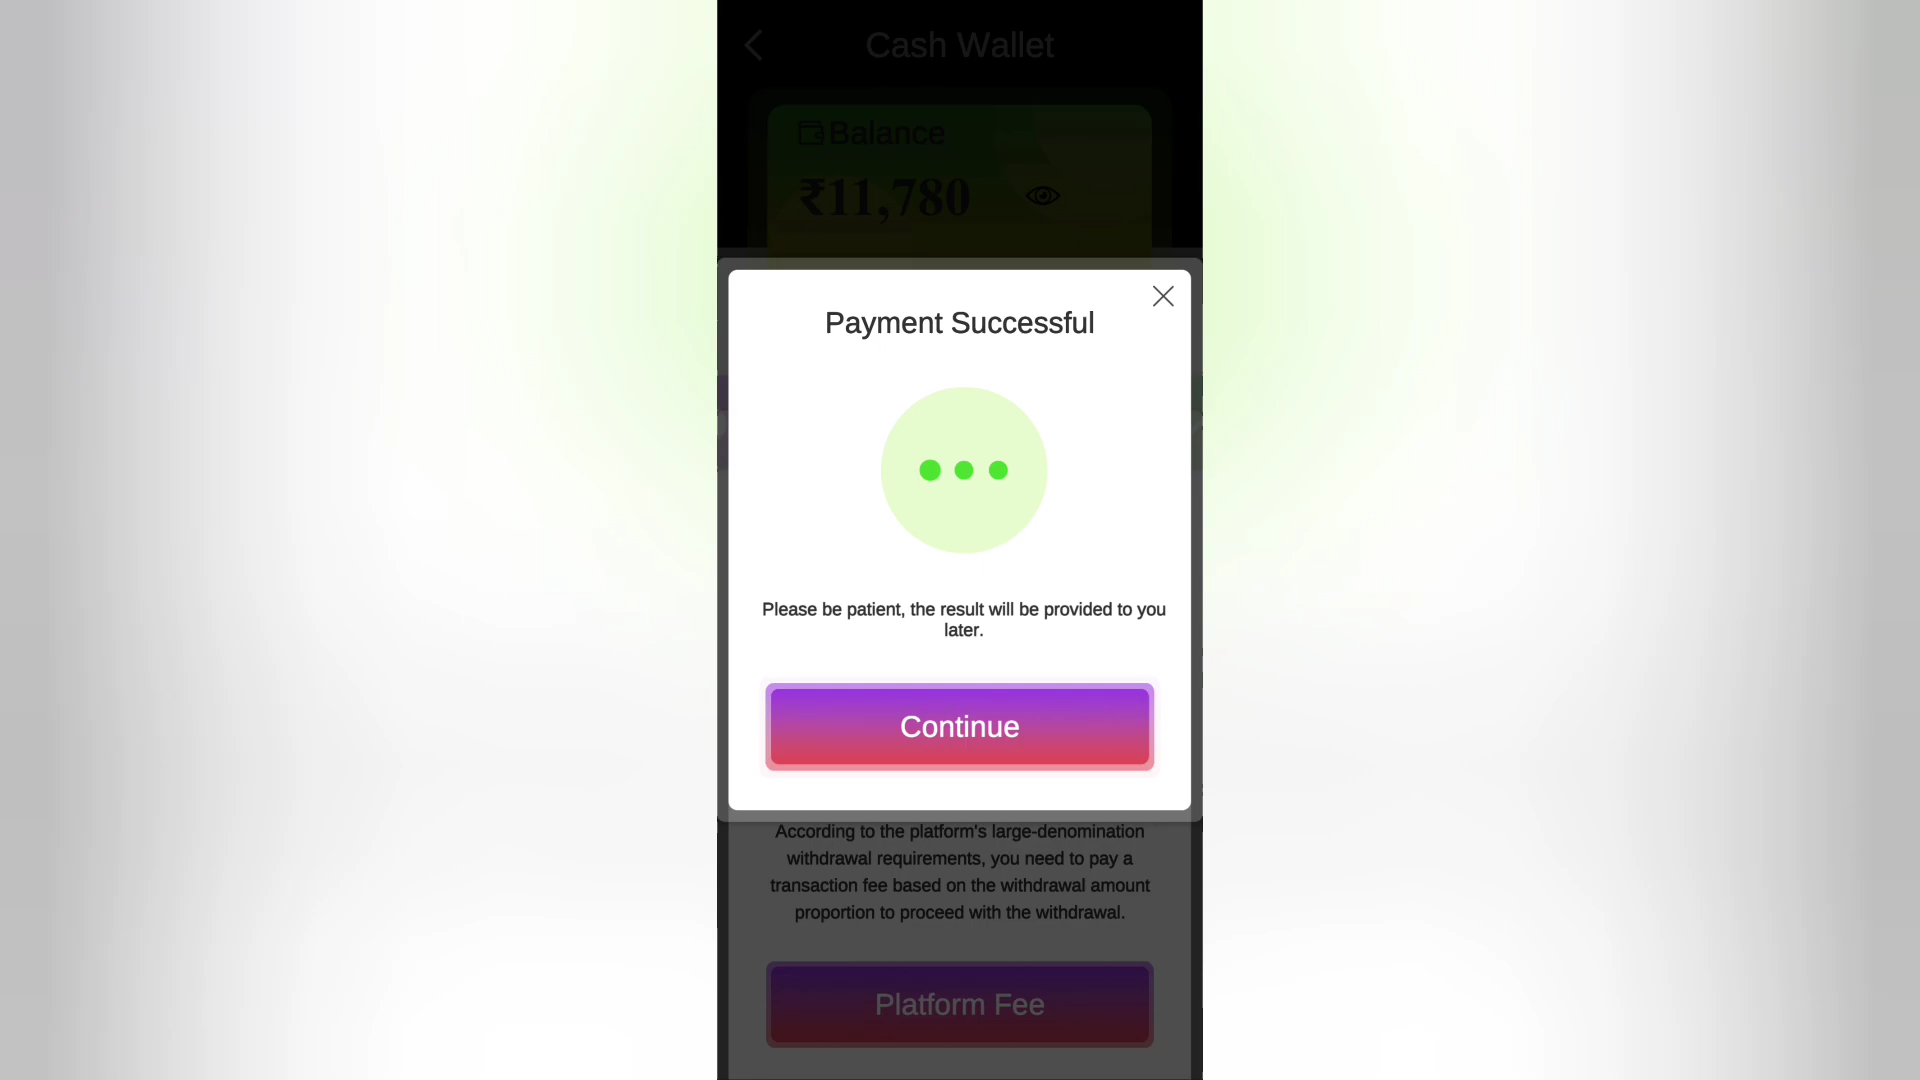 Cash Wallet
Balance
₹11,780
Payment Successful
Please be patient, the result will be provided to you
later.
Continue
According to the platform's large-denomination
withdrawal requirements, you need to pay a
transaction fee based on the withdrawal amount
proportion to proceed with the withdrawal.
Platform Fee